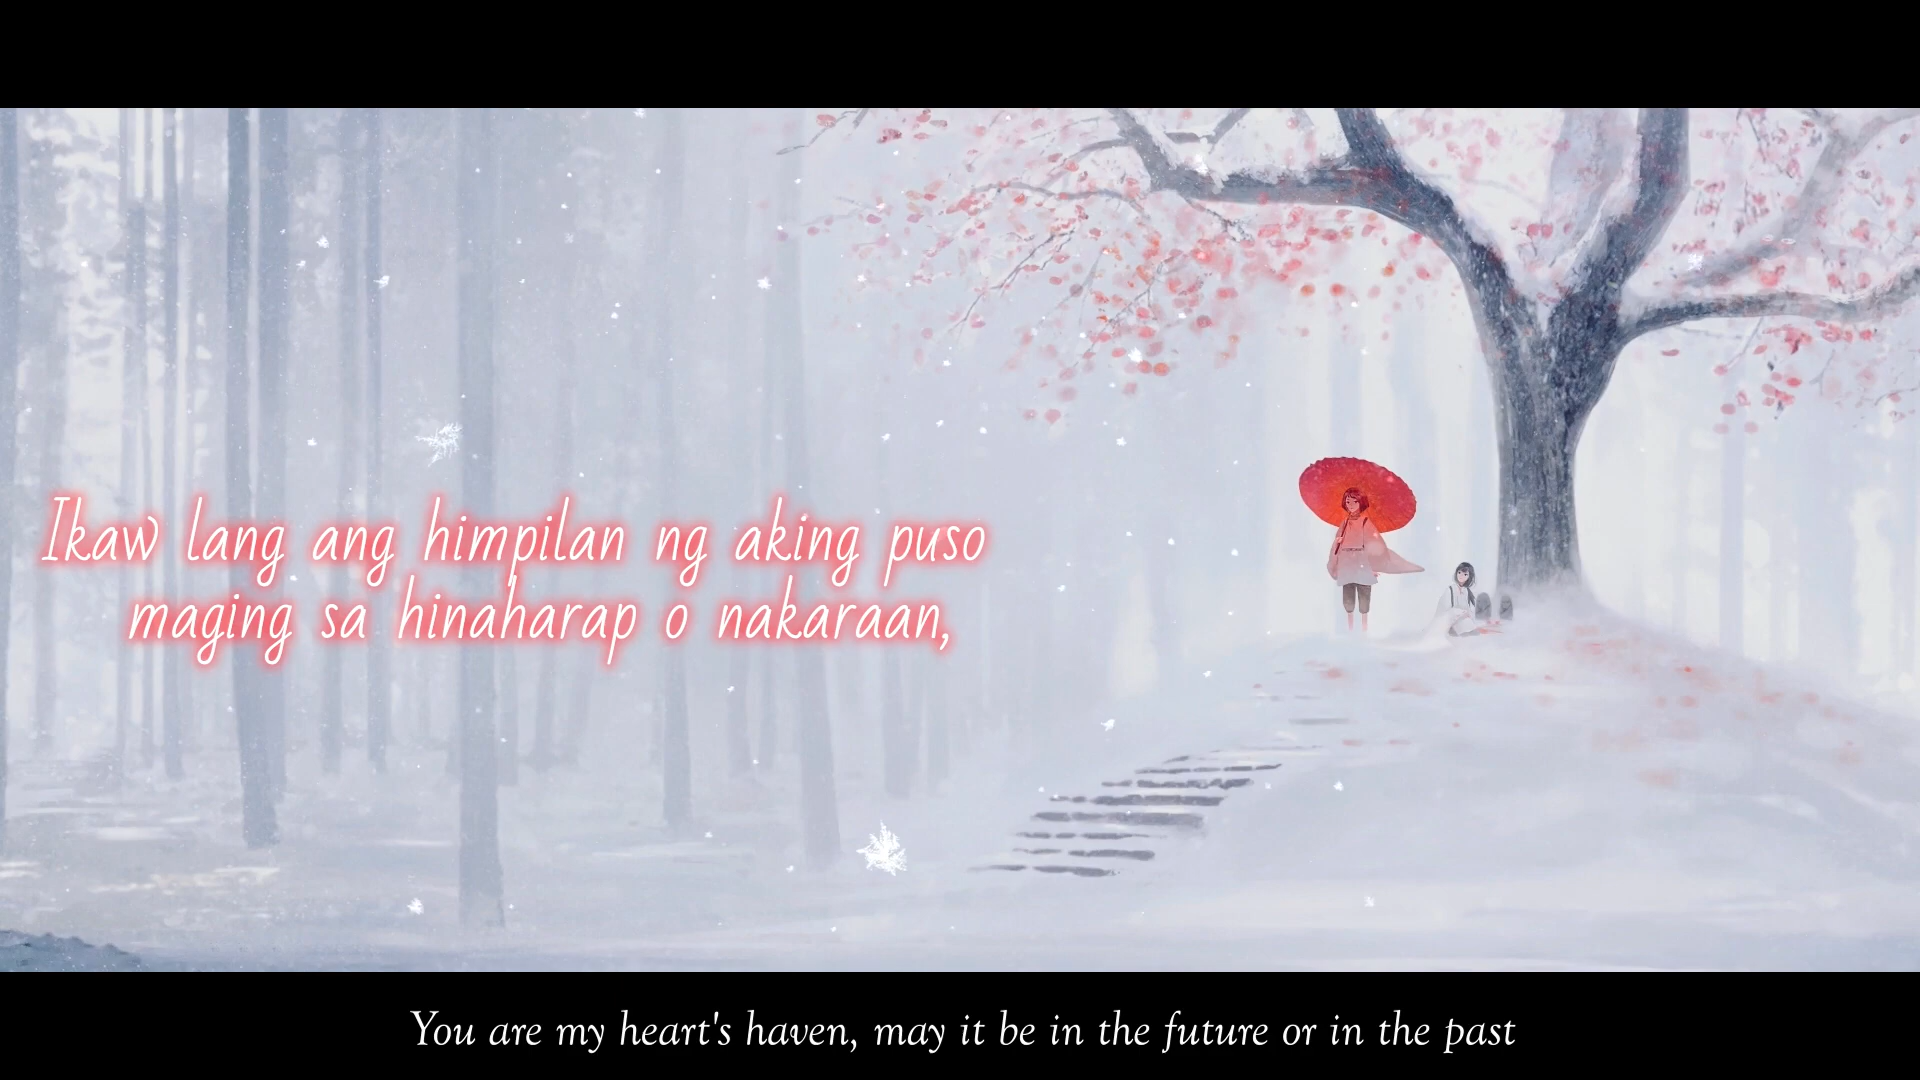 Ikaw lang ang himpilan ng aking puso
maging sa hinaharap o nakaraan,
You are my heart's haven, may it be in the future or in the past